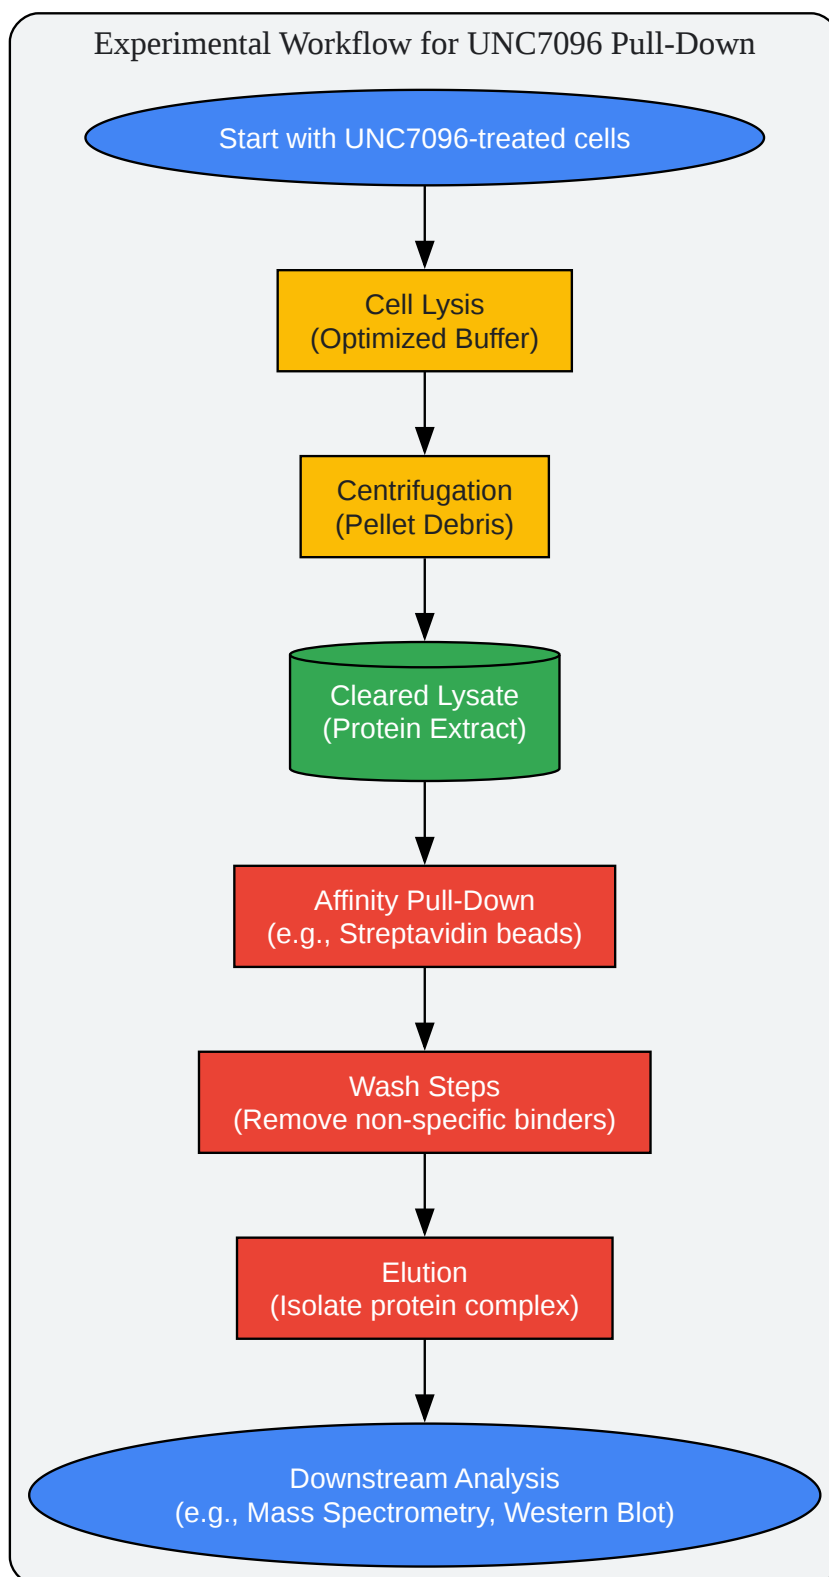 Experimental Workflow for UNC7096 Pull-Down
Start with UNC7096-treated cells
Cell Lysis
(Optimized Buffer)
Centrifugation
(Pellet Debris)
Cleared Lysate
(Protein Extract)
Affinity Pull-Down
(e.g., Streptavidin beads)
Wash Steps
(Remove non-specific binders)
Elution
(Isolate protein complex)
Downstream Analysis
(e.g., Mass Spectrometry, Western Blot)